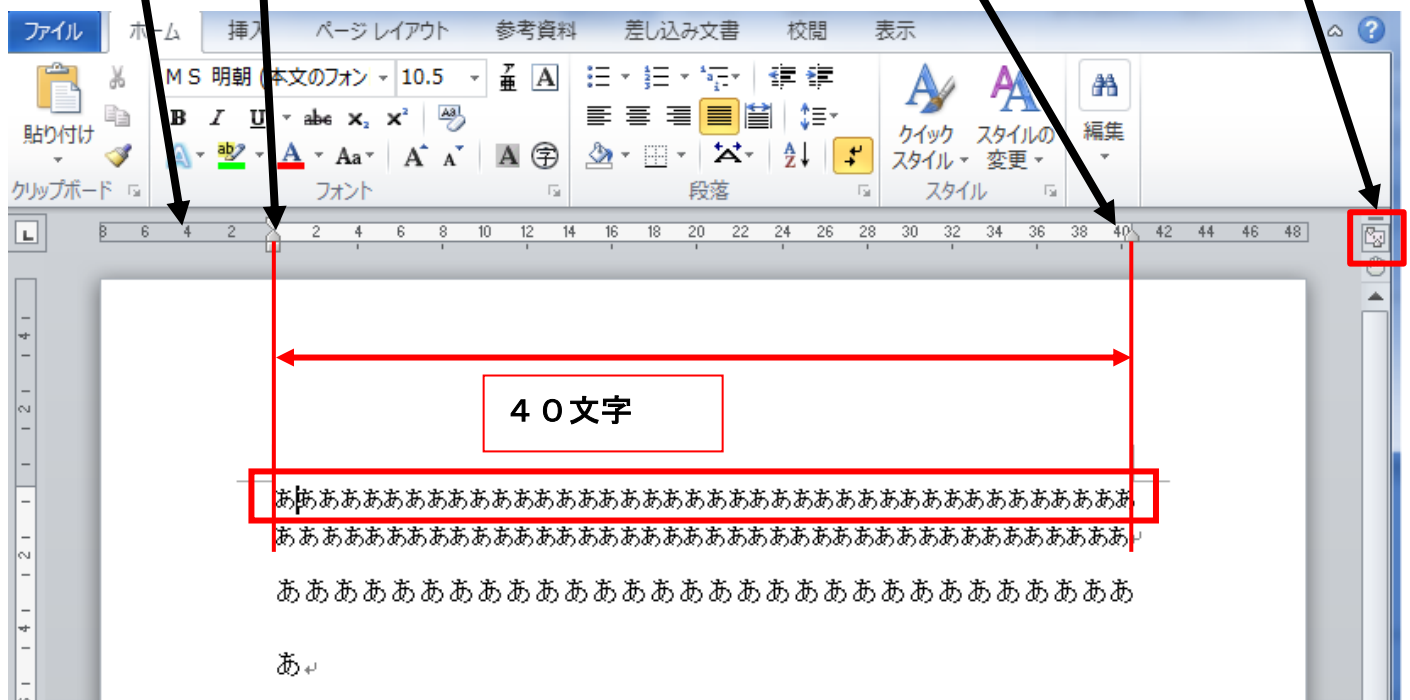 ファイル ホーム 挿入 ページ レイアウト 参考資料 差し込み文書 校閲 表示
ＭＳ 明朝 (本文のフォン 10.5 ア亜 A
貼り付け B I U abe x₂ x² Aa A A A 字 A Z
クイック スタイル スタイルの 変更 編集
クリップボード フォント 段落 スタイル
L 8 6 4 2 2 4 6 8 10 12 14 16 18 20 22 24 26 28 30 32 34 36 38 40 42 44 46 48
４０文字
ああああああああああああああああああああああああああああああああああああああああ
あああああああああああああああああああああああああああああああああああああああ
ああああああああああああああああああああああああああああああ
あ